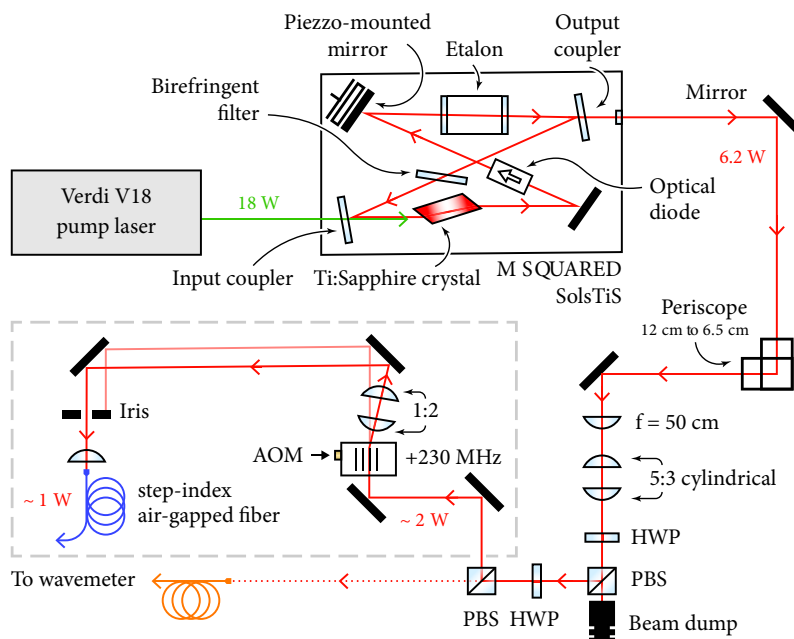 Piezzo-mounted
mirror
Etalon
Output
coupler
Birefringent
filter
Mirror
6.2 W
Verdi V18
pump laser
18 W
Optical
diode
Input coupler
Ti:Sapphire crystal
M SQUARED
SolsTiS
Periscope
12 cm to 6.5 cm
Iris
1:2
f = 50 cm
AOM
+230 MHz
5:3 cylindrical
~ 1 W
step-index
air-gapped fiber
~ 2 W
HWP
To wavemeter
PBS
HWP
PBS
Beam dump